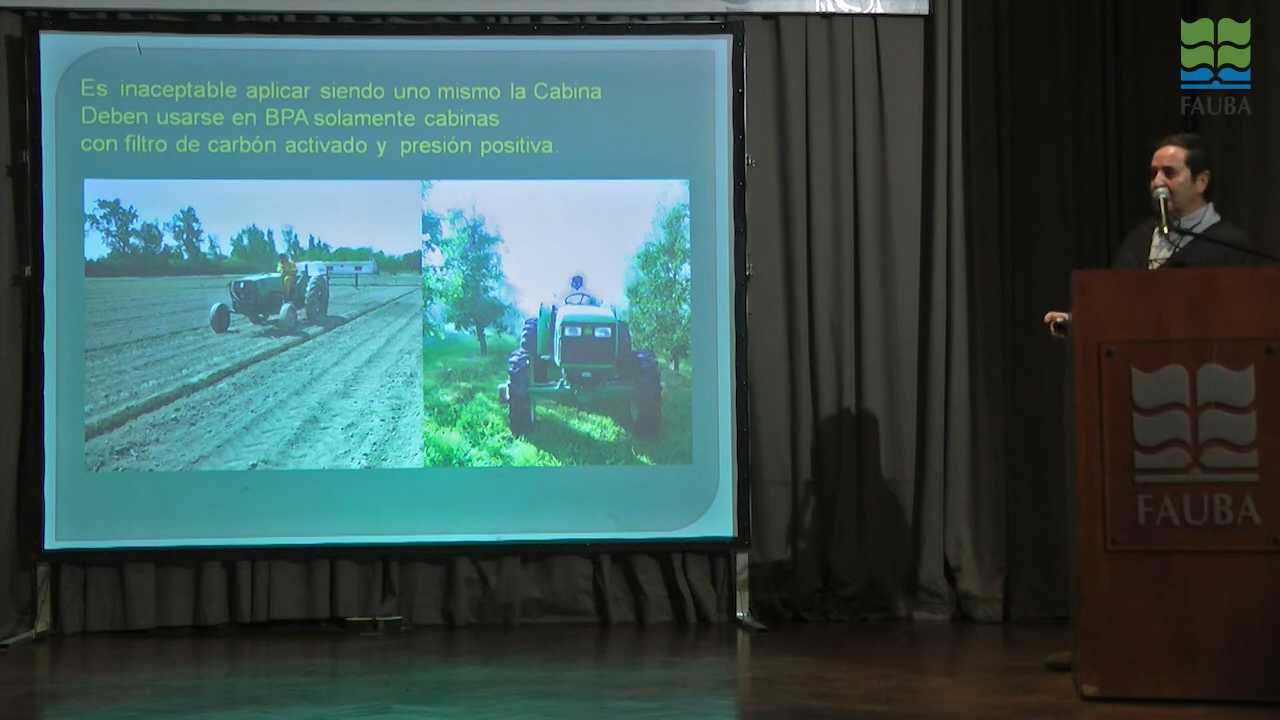 Es inaceptable aplicar siendo uno mismo la Cabina
Deben usarse en BPA solamente cabinas
con filtro de carbón activado y presión positiva.
FAUBA
FAUBA